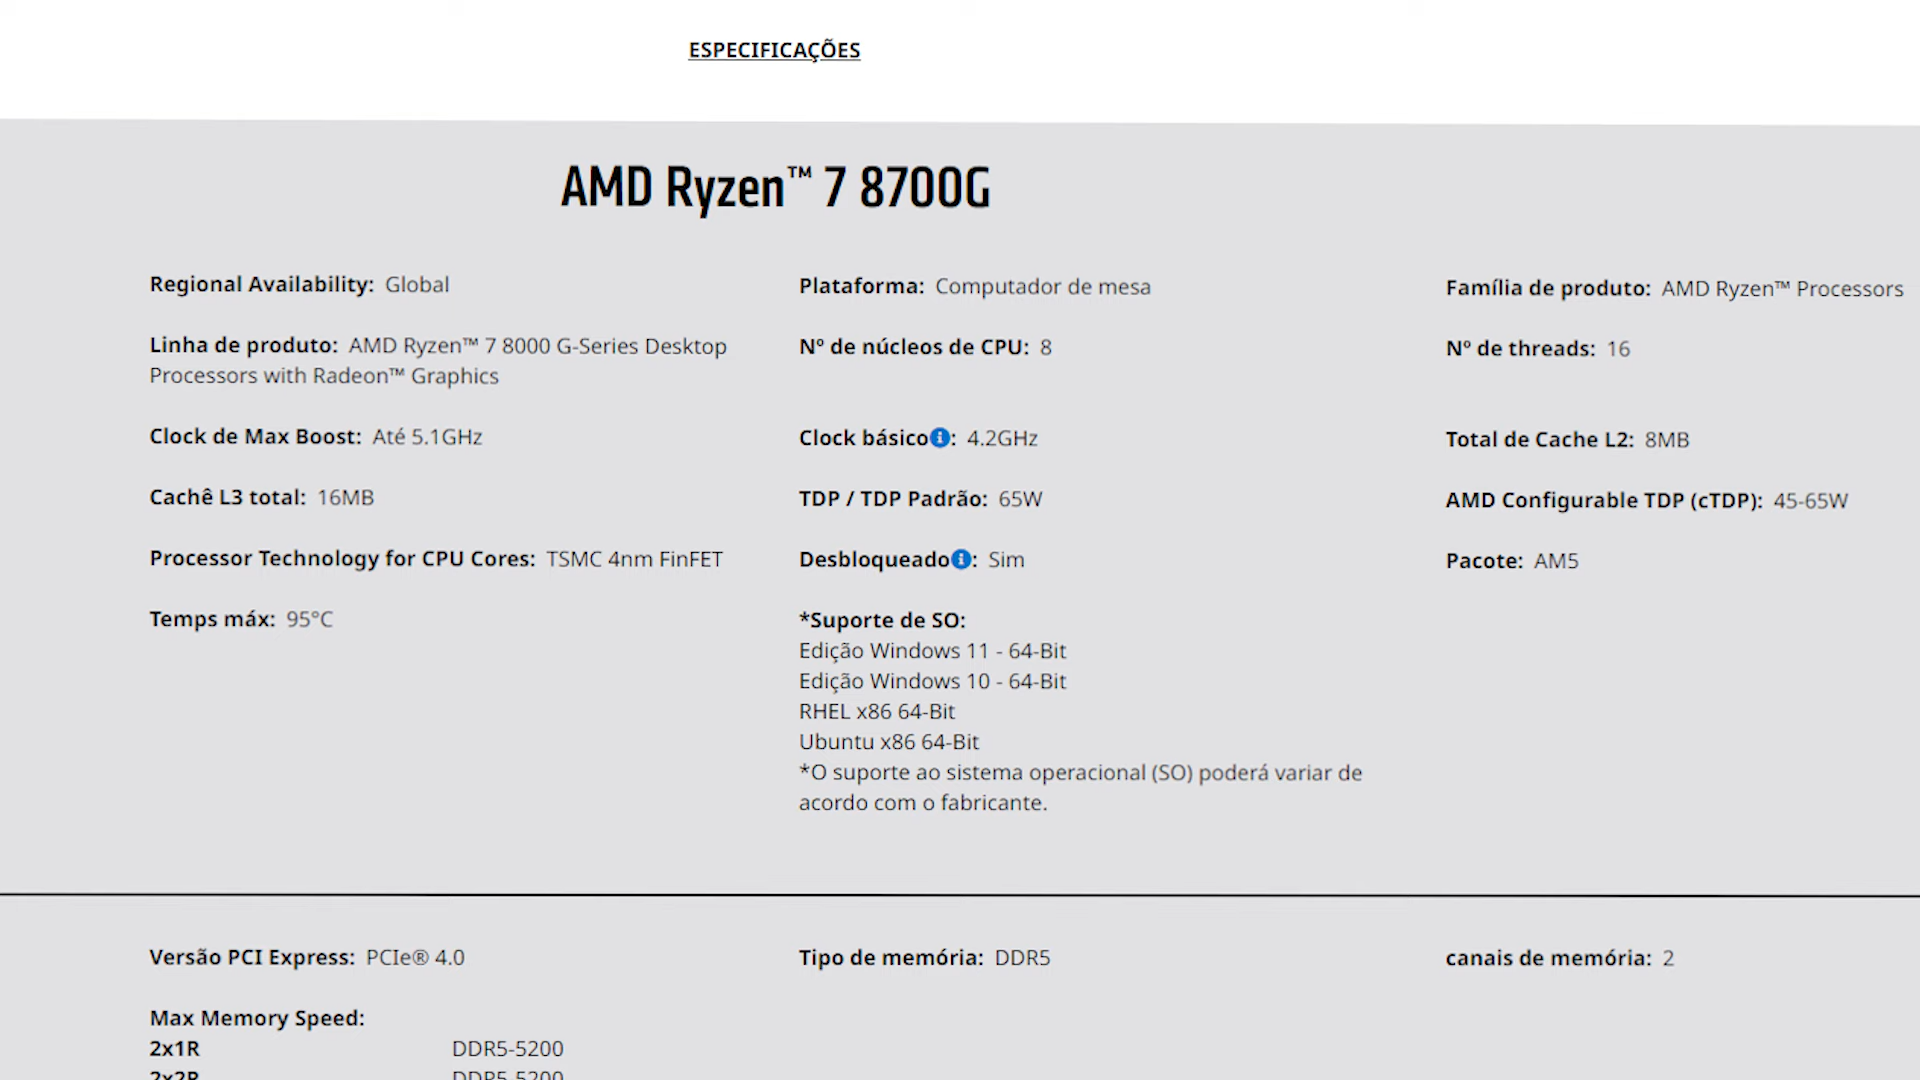 ESPECIFICAÇÕES
AMD Ryzen™ 7 8700G
Regional Availability: Global
Plataforma: Computador de mesa
Família de produto: AMD Ryzen™ Processors
Linha de produto: AMD Ryzen™ 7 8000 G-Series Desktop
Processors with Radeon™ Graphics
Nº de núcleos de CPU: 8
Nº de threads: 16
Clock de Max Boost: Até 5.1GHz
Clock básico: 4.2GHz
Total de Cache L2: 8MB
Cachê L3 total: 16MB
TDP / TDP Padrão: 65W
AMD Configurable TDP (cTDP): 45-65W
Processor Technology for CPU Cores: TSMC 4nm FinFET
Desbloqueado: Sim
Pacote: AM5
Temps máx: 95°C
*Suporte de SO:
Edição Windows 11 - 64-Bit
Edição Windows 10 - 64-Bit
RHEL x86 64-Bit
Ubuntu x86 64-Bit
*O suporte ao sistema operacional (SO) poderá variar de
acordo com o fabricante.
Versão PCI Express: PCIe® 4.0
Tipo de memória: DDR5
canais de memória: 2
Max Memory Speed:
2x1R DDR5-5200
2x2R DDR5-5200